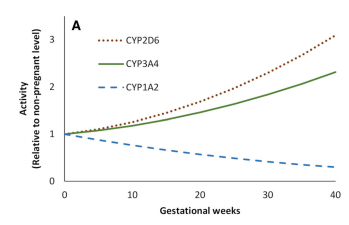 A
CYP2D6
CYP3A4
CYP1A2
Activity
(Relative to non-pregnant level)
3
2
1
0
0 10 20 30 40
Gestational weeks